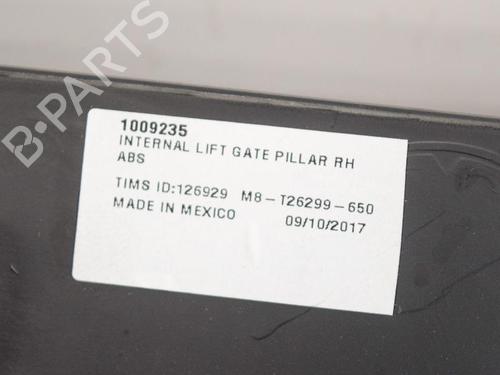 B-PARTS
1009235
INTERNAL LIFT GATE PILLAR RH
ABS
TIMS ID:126929 M8-T26299-650
MADE IN MEXICO 09/10/2017